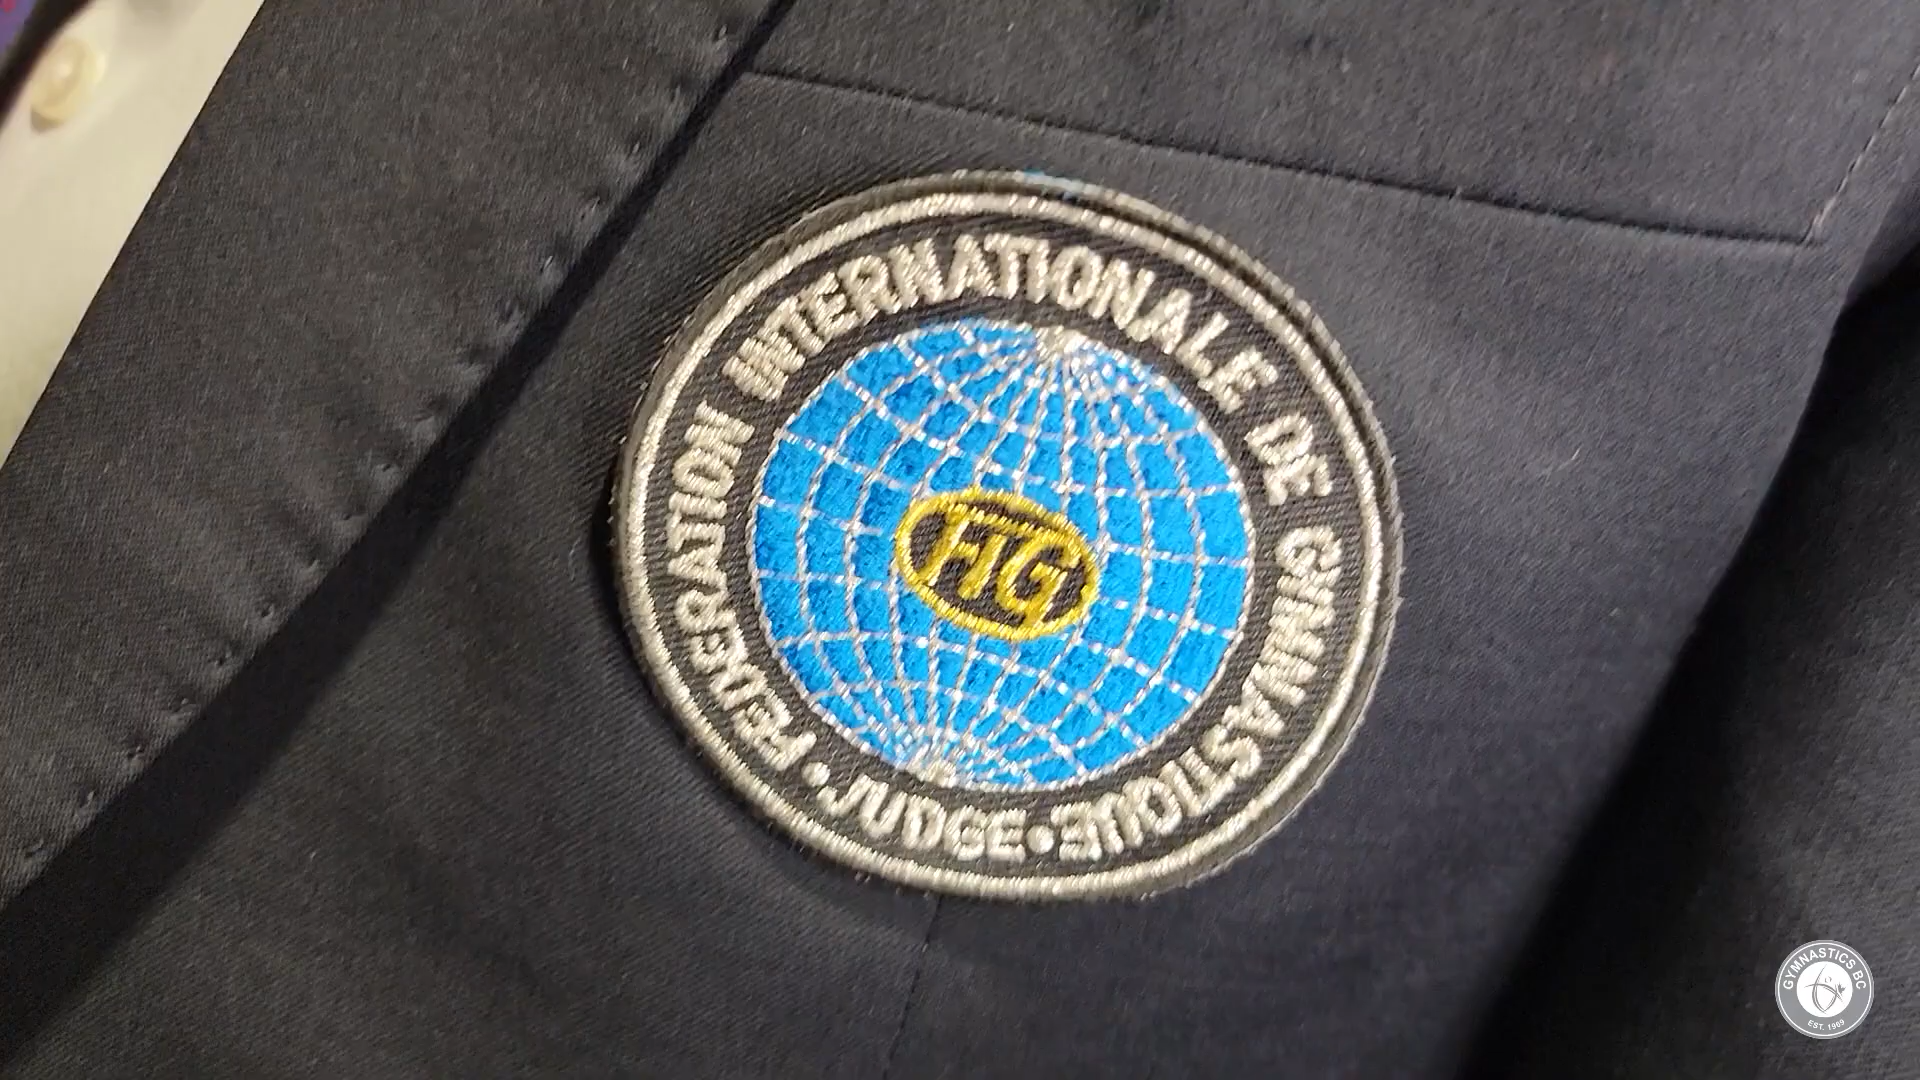 FEDERATION INTERNATIONALE DE GYMNASTIQUE
• JUDGE •
FIG
GYMNASTICS BC
EST. 1969